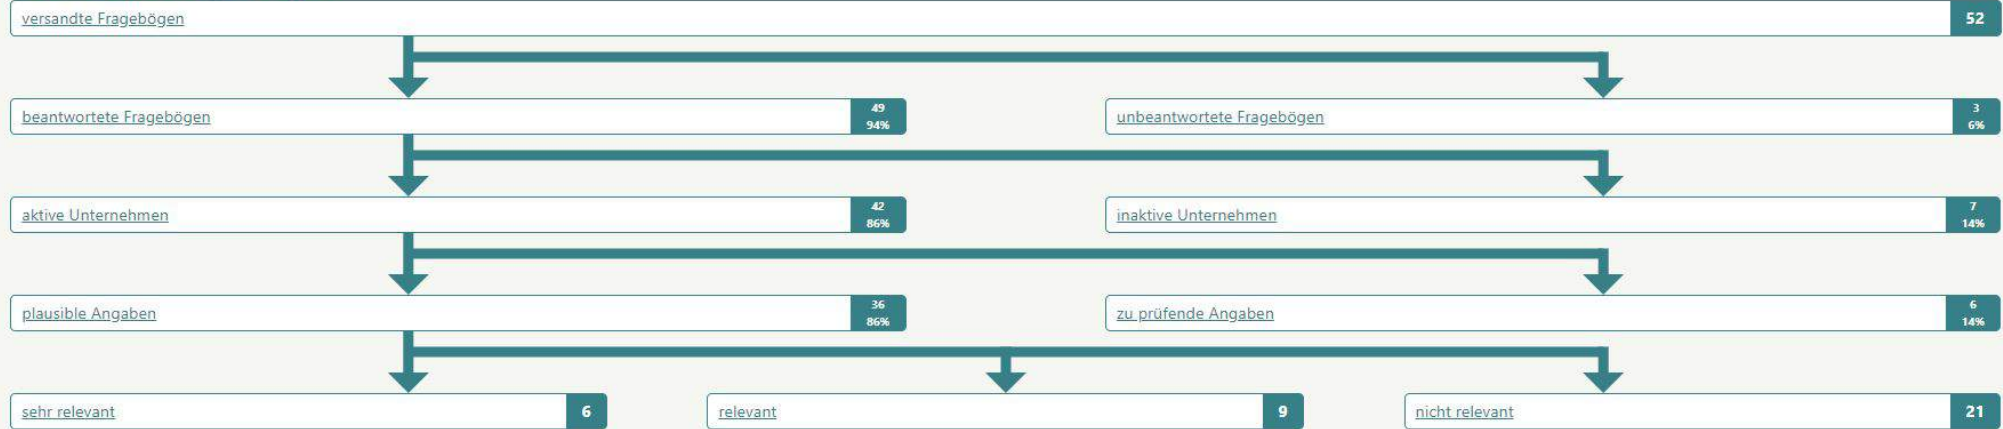 versandte Fragebögen 52
beantwortete Fragebögen 49 94% unbeantwortete Fragebögen 3 6%
aktive Unternehmen 42 86% inaktive Unternehmen 7 14%
plausible Angaben 36 86% zu prüfende Angaben 6 14%
sehr relevant 6 relevant 9 nicht relevant 21